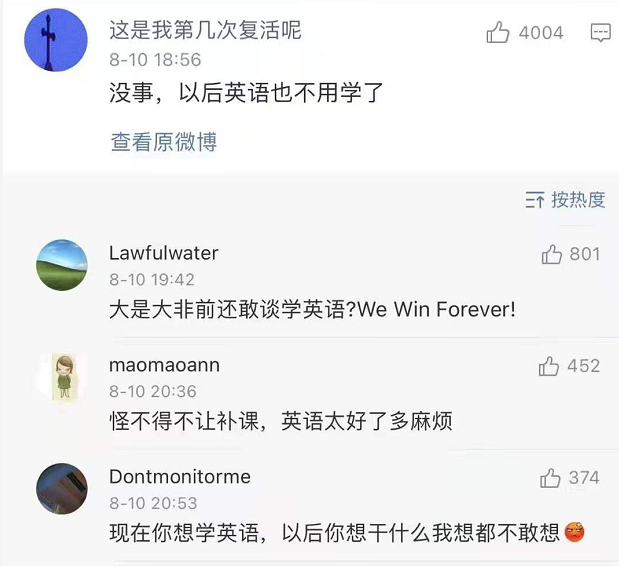 这是我第几次复活呢
4004
8-10 18:56
没事，以后英语也不用学了
查看原微博
按热度
Lawfulwater
801
8-10 19:42
大是大非前还敢谈学英语?We Win Forever!
maomaoann
452
8-10 20:36
怪不得不让补课，英语太好了多麻烦
Dontmonitorme
374
8-10 20:53
现在你想学英语，以后你想干什么我想都不敢想